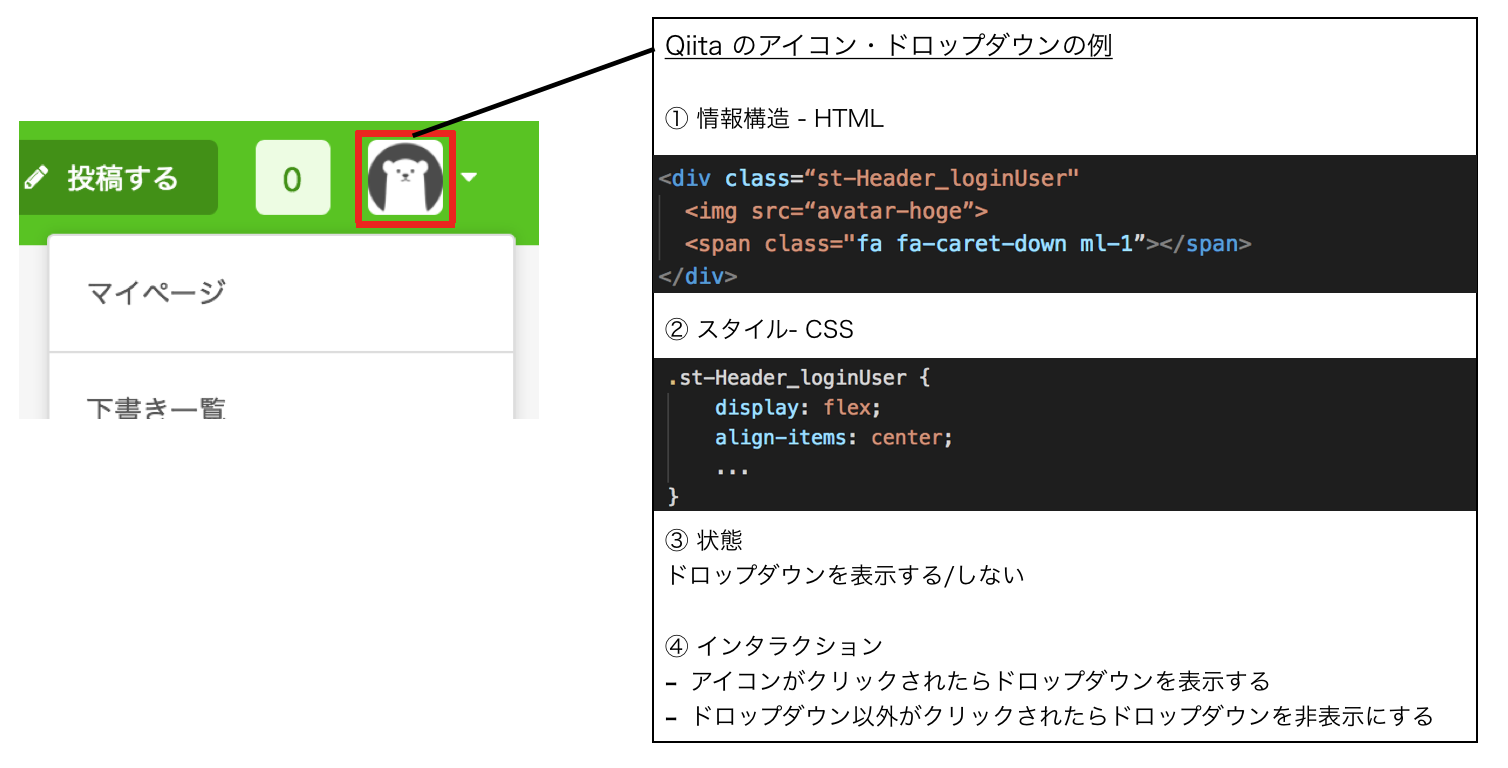 投稿する
0
マイページ
下書き一覧
Qiita のアイコン・ドロップダウンの例
① 情報構造 - HTML
<div class=“st-Header_loginUser"
<img src=“avatar-hoge”>
<span class="fa fa-caret-down ml-1”></span>
</div>
② スタイル- CSS
.st-Header_loginUser {
display: flex;
align-items: center;
...
}
③ 状態
ドロップダウンを表示する/しない
④ インタラクション
- アイコンがクリックされたらドロップダウンを表示する
- ドロップダウン以外がクリックされたらドロップダウンを非表示にする